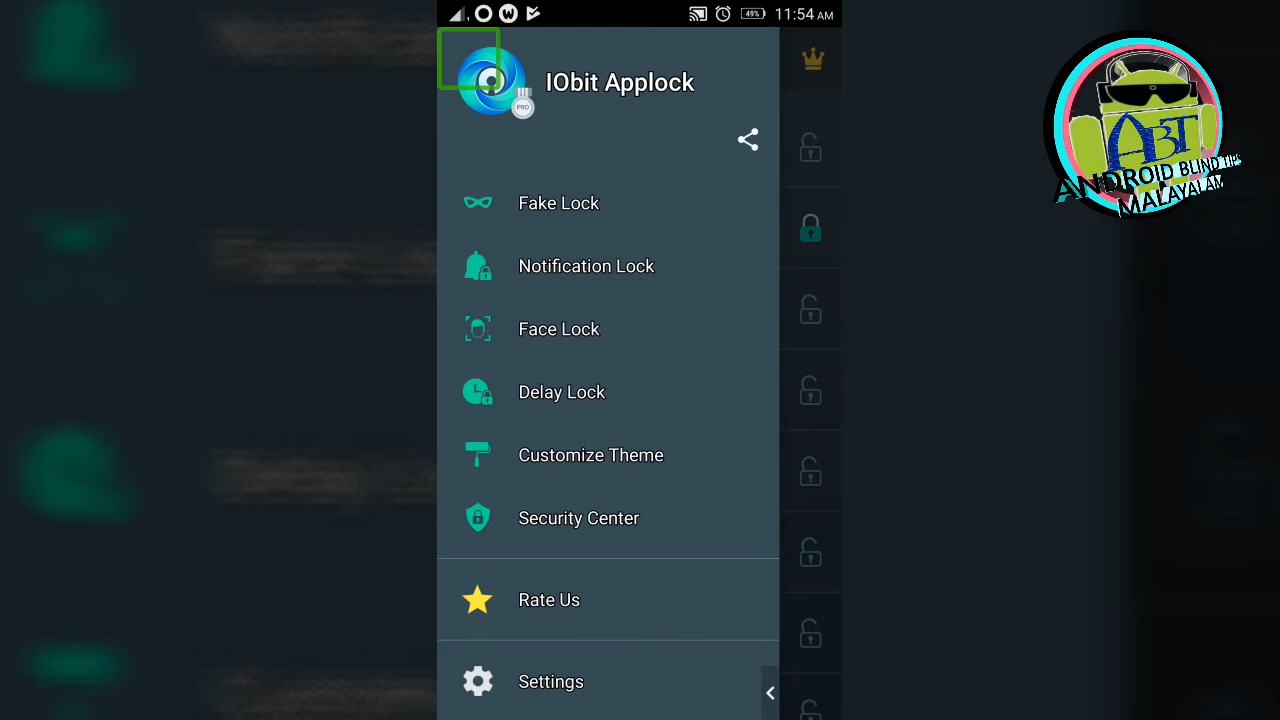 49% 11:54 AM
IObit Applock
PRO
Fake Lock
Notification Lock
Face Lock
Delay Lock
Customize Theme
Security Center
Rate Us
Settings
ABT
ANDROID BLIND TIPS
MALAYALAM